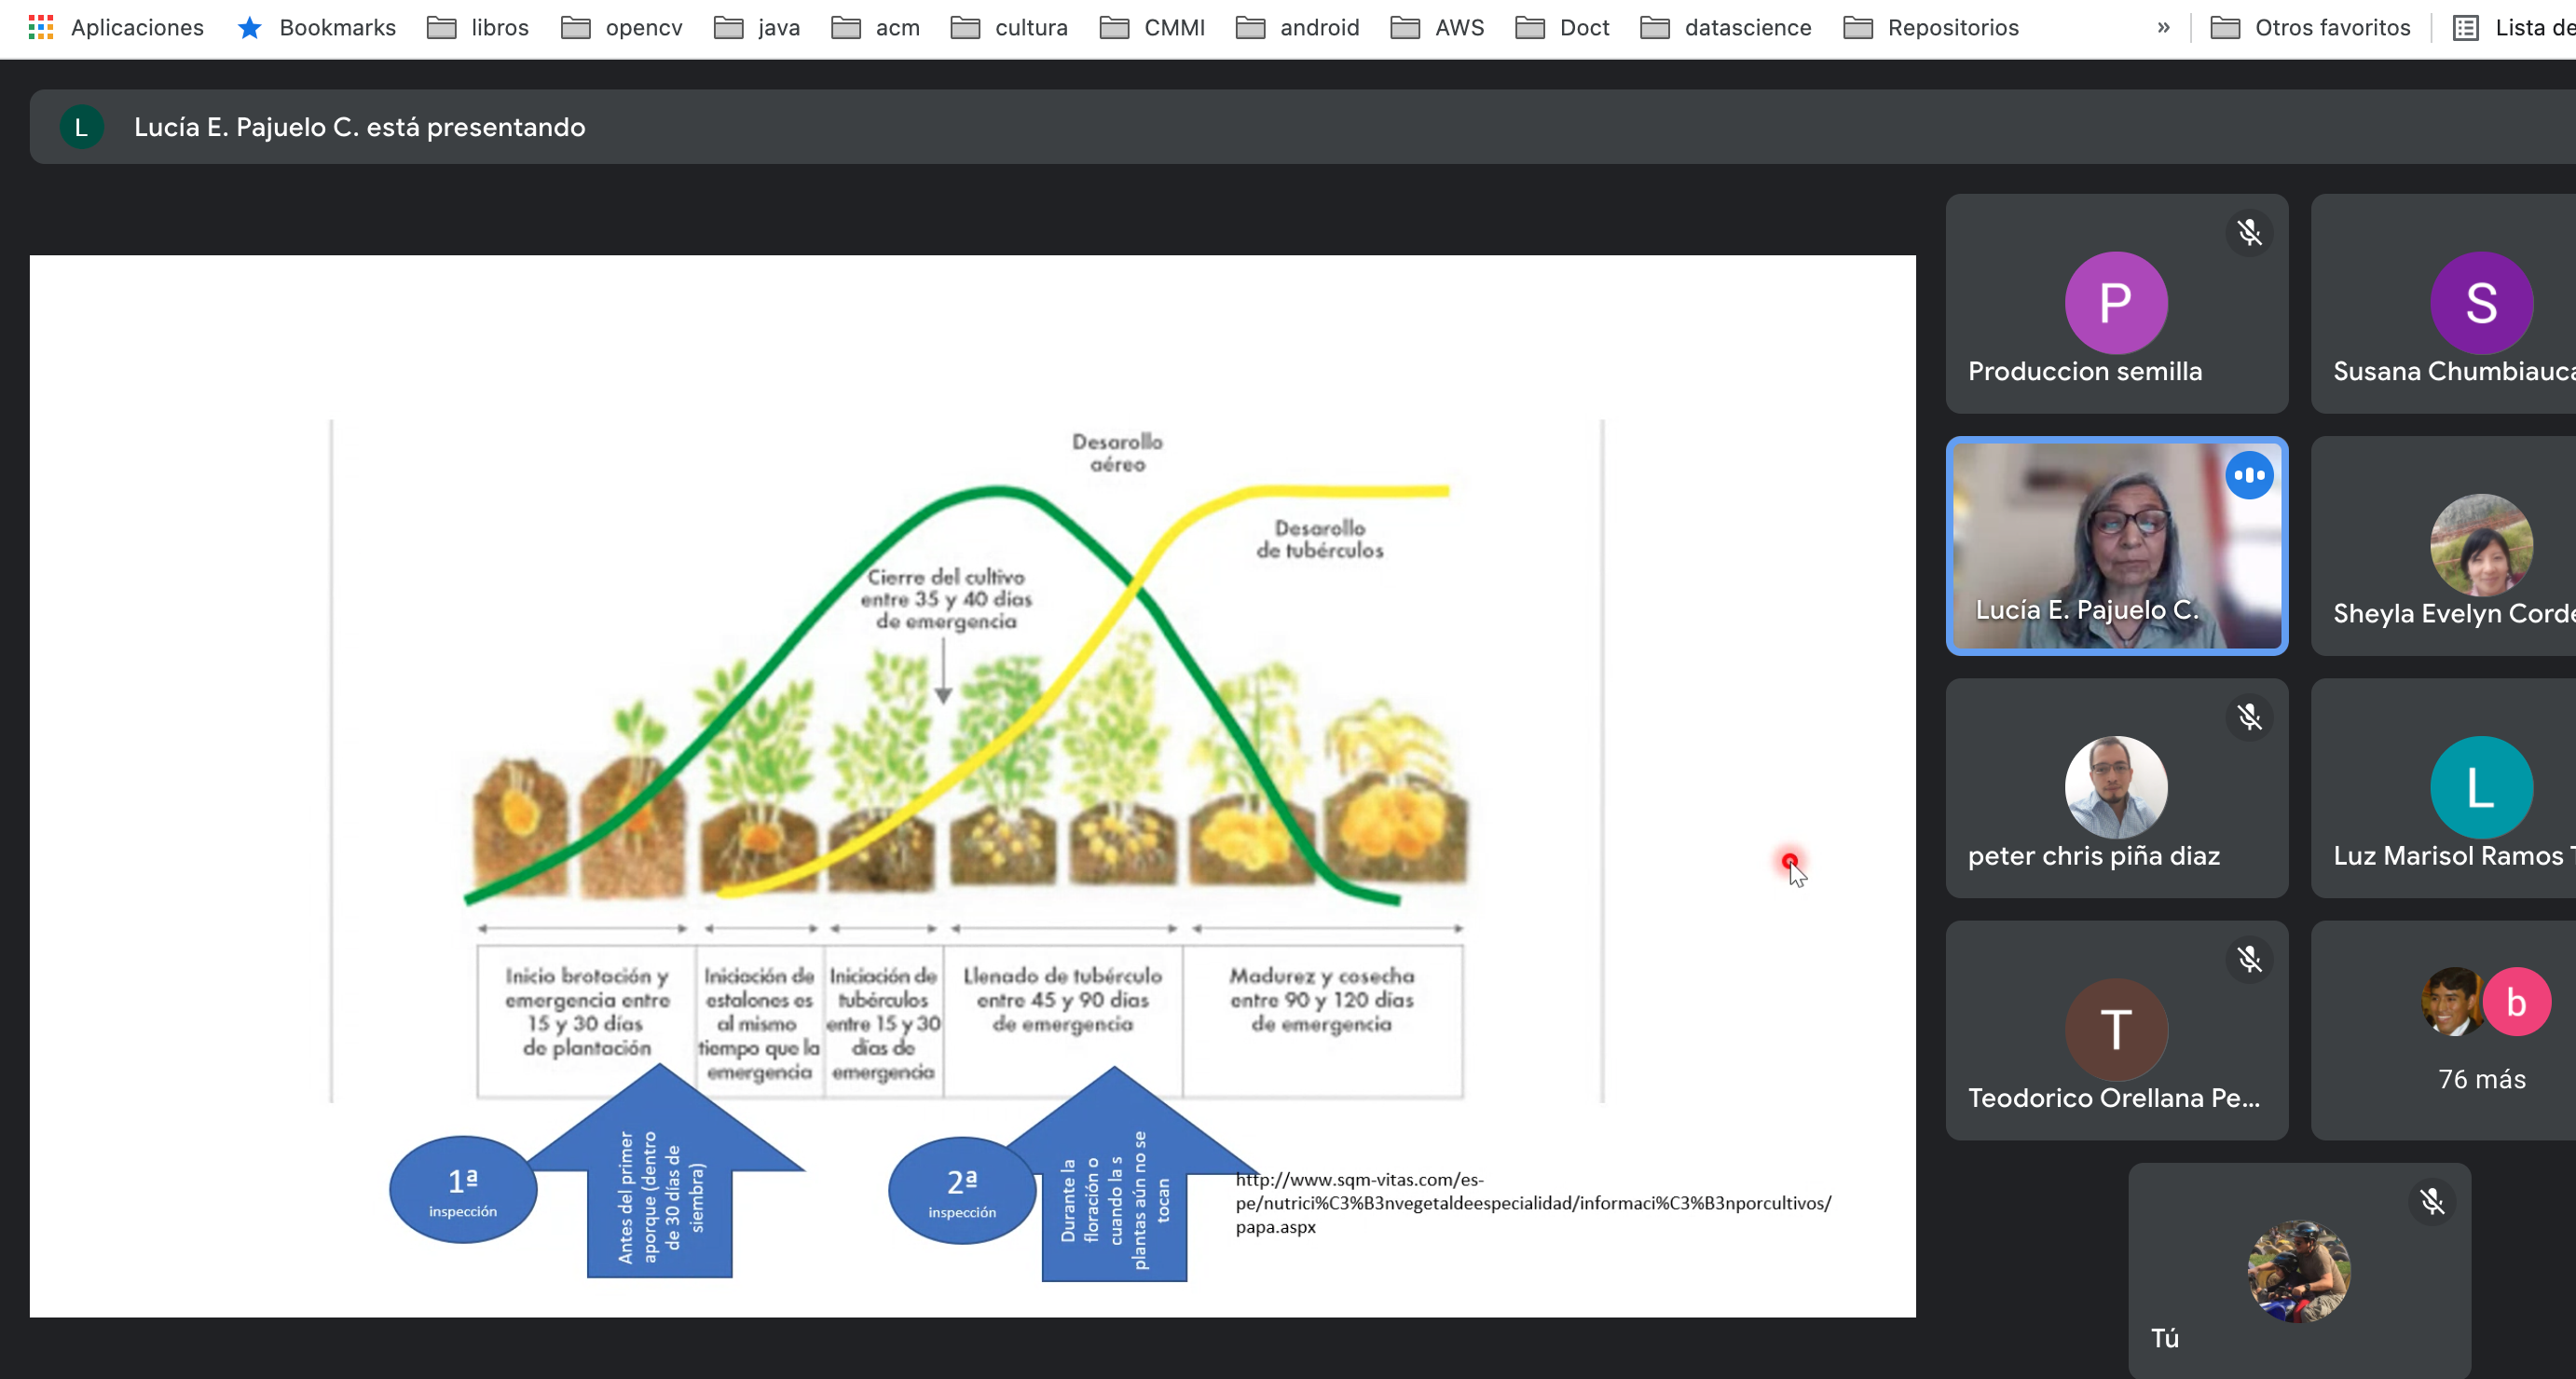 Aplicaciones Bookmarks libros opencv java acm cultura CMMI android AWS Doct datascience Repositorios » Otros favoritos Lista de
L Lucía E. Pajuelo C. está presentando
Desarollo
aéreo
Desarollo
de tubérculos
Cierre del cultivo
entre 35 y 40 días
de emergencia
Inicio brotación y
emergencia entre
15 y 30 días
de plantación
Iniciación de
estalones es
al mismo
tiempo que la
emergencia
Iniciación de
tubérculos
entre 15 y 30
días de
emergencia
Llenado de tubérculo
entre 45 y 90 días
de emergencia
Madurez y cosecha
entre 90 y 120 días
de emergencia
1ª
inspección
Antes del primer
aporque (dentro
de 30 días de
siembra)
2ª
inspección
Durante la
floración o
cuando la s
plantas aún no se
tocan
http://www.sqm-vitas.com/es-
pe/nutrici%C3%B3nvegetaldeespecialidad/informaci%C3%B3nporcultivos/
papa.aspx
P
Produccion semilla
S
Susana Chumbiauca
Lucía E. Pajuelo C.
Sheyla Evelyn Corde
peter chris piña diaz
L
Luz Marisol Ramos T
T
Teodorico Orellana Pe...
b
76 más
Tú